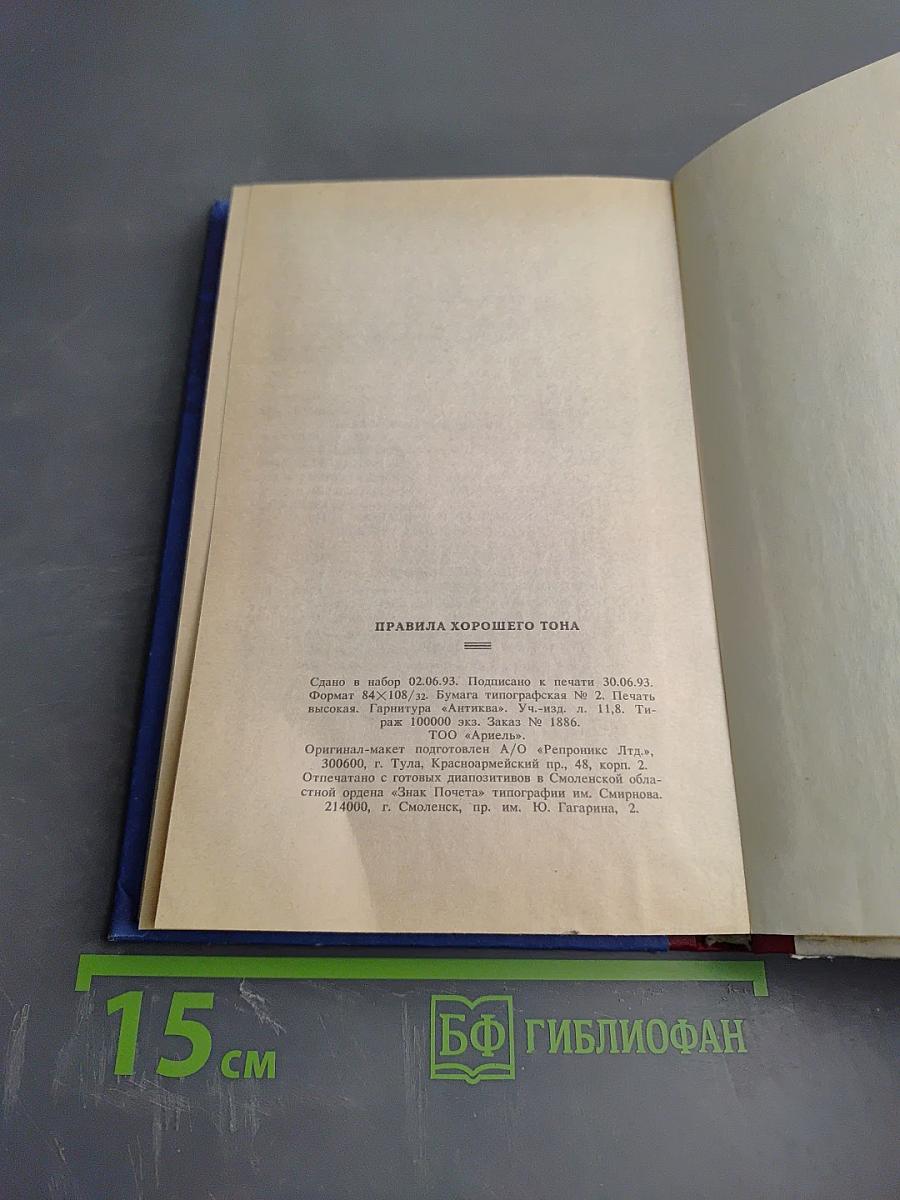 ПРАВИЛА ХОРОШЕГО ТОНА
Сдано в набор 02.06.93. Подписано к печати 30.06.93.
Формат 84×108/32. Бумага типографская № 2. Печать
высокая. Гарнитура «Антиква». Уч.-изд. л. 11,8. Ти-
раж 100000 экз. Заказ № 1886.
ТОО «Ариель».
Оригинал-макет подготовлен А/О «Репроникс Лтд.»,
300600, г. Тула, Красноармейский пр., 48, корп. 2.
Отпечатано с готовых диапозитивов в Смоленской обла-
стной ордена «Знак Почета» типографии им. Смирнова.
214000, г. Смоленск, пр. им. Ю. Гагарина, 2.
15 см
БФ ГИБЛИОФАН